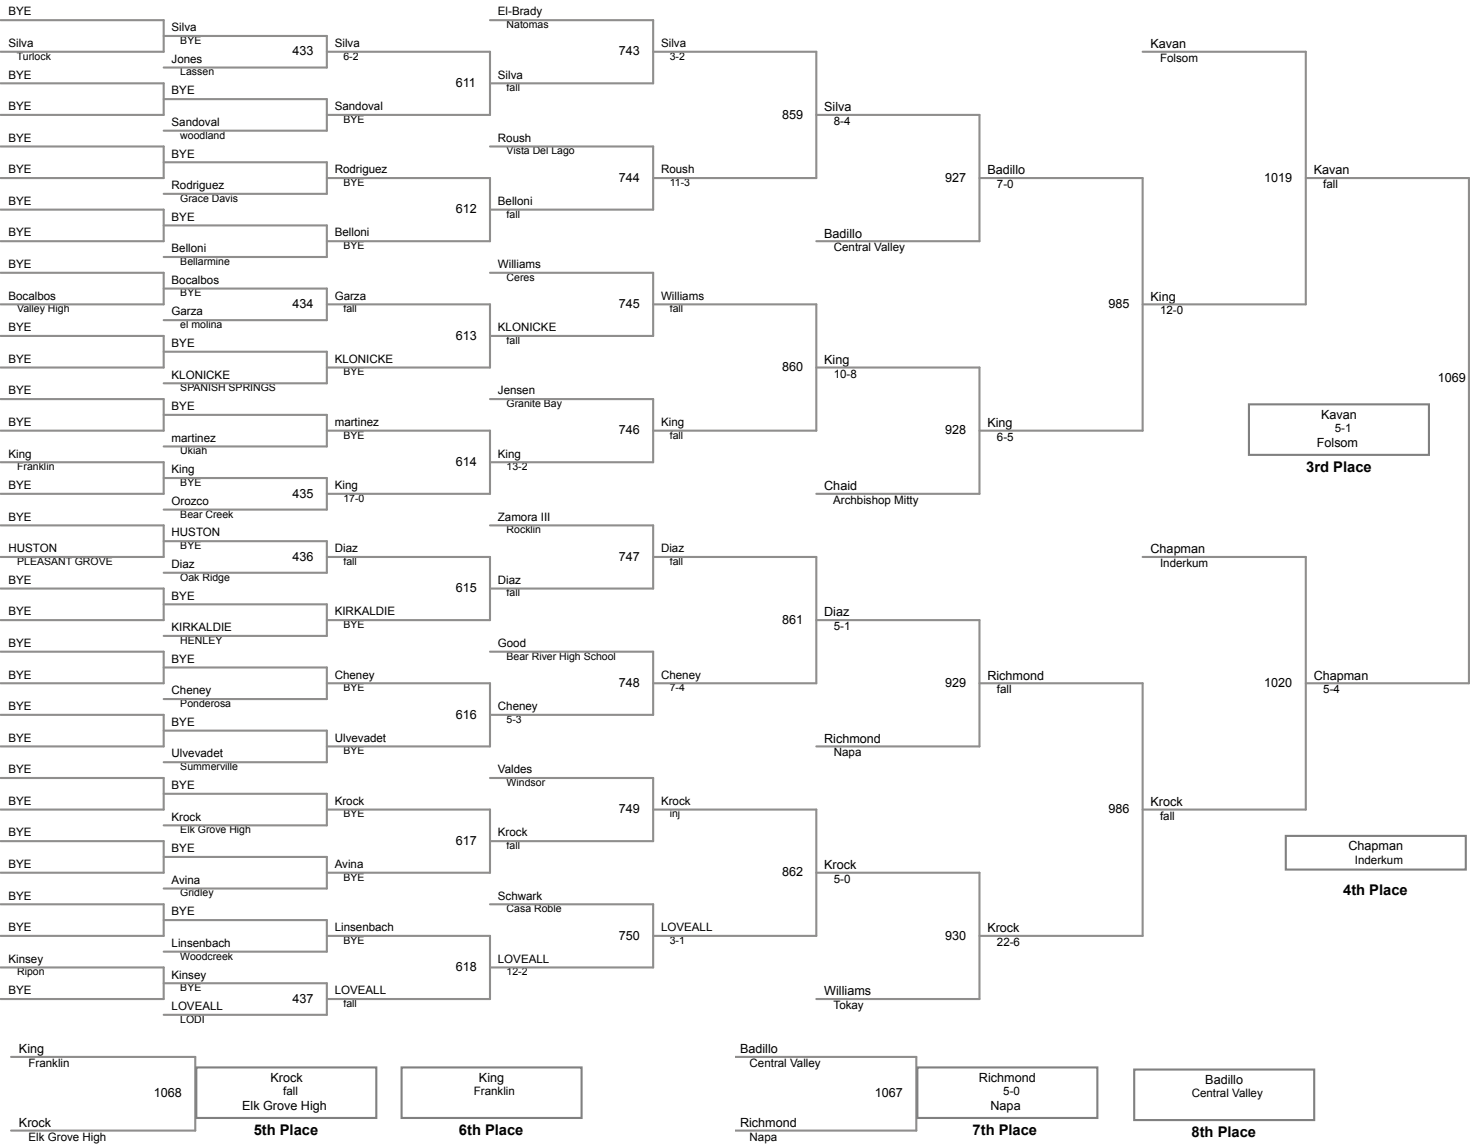 BYE
Silva
Turlock
BYE
BYE
BYE
BYE
BYE
BYE
BYE
Bocalbos
Valley High
BYE
BYE
BYE
BYE
King
Franklin
BYE
BYE
HUSTON
PLEASANT GROVE
BYE
BYE
BYE
BYE
BYE
BYE
BYE
BYE
BYE
BYE
BYE
BYE
Kinsey
Ripon
BYE
Silva
BYE
Jones
Lassen
BYE
Sandoval
woodland
BYE
Rodriguez
Grace Davis
BYE
Belloni
Bellarmine
Bocalbos
BYE
Garza
el molina
BYE
KLONICKE
SPANISH SPRINGS
BYE
martinez
Ukiah
King
BYE
Orozco
Bear Creek
HUSTON
BYE
Diaz
Oak Ridge
BYE
KIRKALDIE
HENLEY
BYE
Cheney
Ponderosa
BYE
Ulvevadet
Summerville
BYE
Krock
Elk Grove High
BYE
Avina
Gridley
BYE
Linsenbach
Woodcreek
Kinsey
BYE
LOVEALL
LODI
433
434
435
436
437
Silva
6-2
Sandoval
BYE
Rodriguez
BYE
Belloni
BYE
Garza
fall
KLONICKE
BYE
martinez
BYE
King
17-0
Diaz
fall
KIRKALDIE
BYE
Cheney
BYE
Ulvevadet
BYE
Krock
BYE
Avina
BYE
Linsenbach
BYE
LOVEALL
fall
611
612
613
614
615
616
617
618
El-Brady
Natomas
Silva
fall
Roush
Vista Del Lago
Belloni
fall
Williams
Ceres
KLONICKE
fall
Jensen
Granite Bay
King
13-2
Zamora III
Rocklin
Diaz
fall
Good
Bear River High School
Cheney
5-3
Valdes
Windsor
Krock
fall
Schwark
Casa Roble
LOVEALL
12-2
743
744
745
746
747
748
749
750
Silva
3-2
Roush
11-3
Williams
fall
King
fall
Diaz
fall
Cheney
7-4
Krock
inj
LOVEALL
3-1
859
860
861
862
Silva
8-4
Badillo
Central Valley
King
10-8
Chaid
Archbishop Mitty
Diaz
5-1
Richmond
Napa
Krock
5-0
Williams
Tokay
927
928
929
930
Badillo
7-0
King
6-5
Richmond
fall
Krock
22-6
985
986
Kavan
Folsom
King
12-0
Chapman
Inderkum
Krock
fall
1019
1020
Kavan
fall
Chapman
5-4
1069
Kavan
5-1
Folsom
3rd Place
Chapman
Inderkum
4th Place
King
Franklin
1068
Krock
Elk Grove High
Krock
fall
Elk Grove High
5th Place
King
Franklin
6th Place
Badillo
Central Valley
1067
Richmond
Napa
Richmond
5-0
Napa
7th Place
Badillo
Central Valley
8th Place